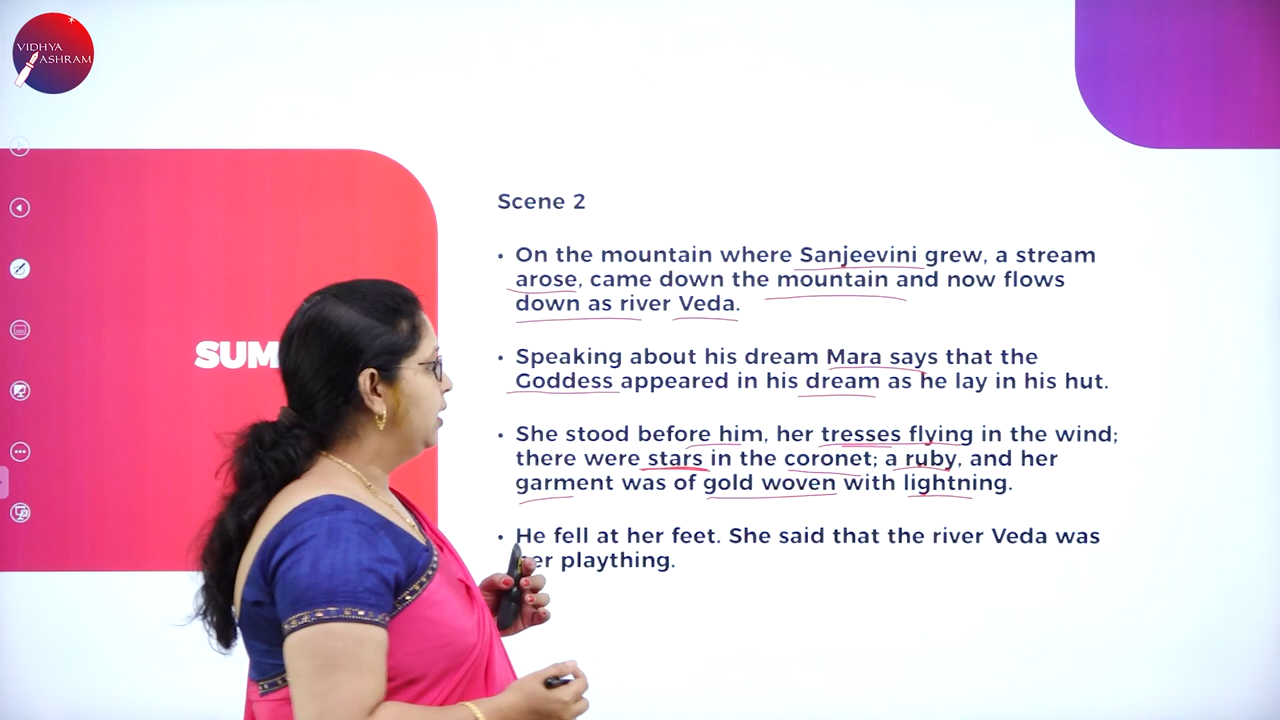 VIDHYA
ASHRAM
SUM
Scene 2
• On the mountain where Sanjeevini grew, a stream
arose, came down the mountain and now flows
down as river Veda.
• Speaking about his dream Mara says that the
Goddess appeared in his dream as he lay in his hut.
• She stood before him, her tresses flying in the wind;
there were stars in the coronet; a ruby, and her
garment was of gold woven with lightning.
• He fell at her feet. She said that the river Veda was
her plaything.